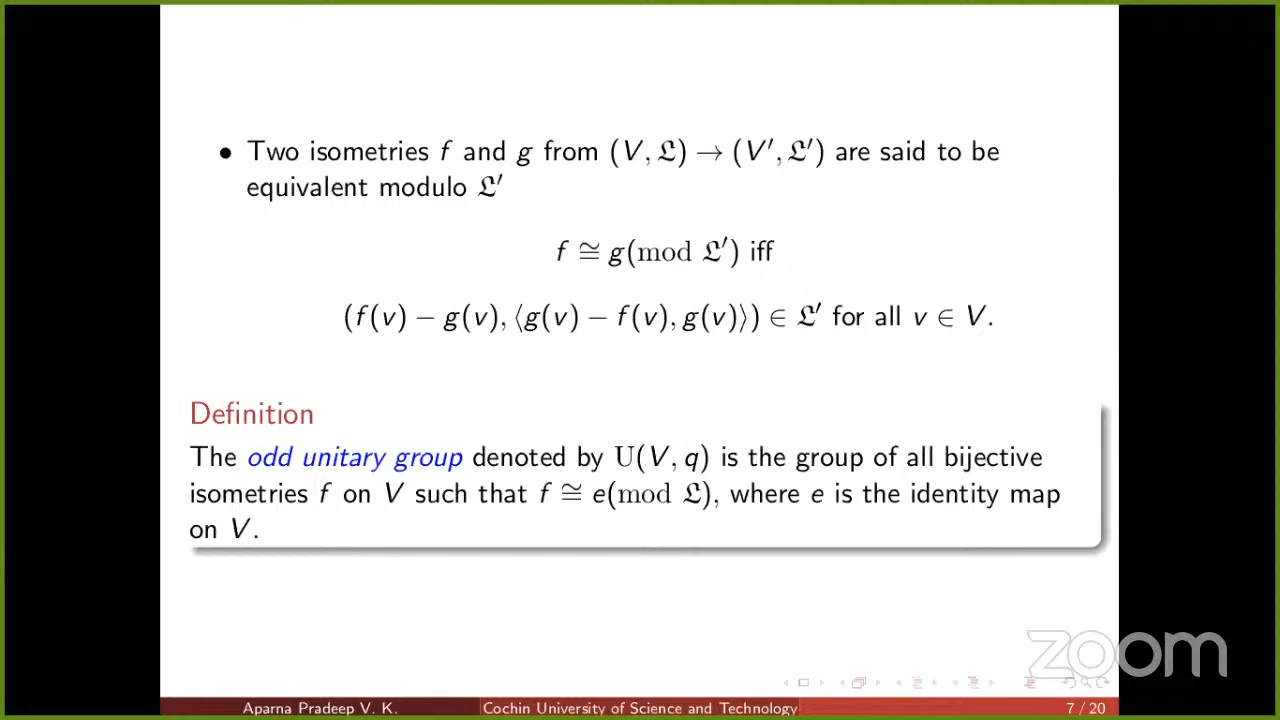 • Two isometries f and g from (V, 𝔏) → (V′, 𝔏′) are said to be
equivalent modulo 𝔏′
f ≅ g(mod 𝔏′) iff
(f(v) − g(v), ⟨g(v) − f(v), g(v)⟩) ∈ 𝔏′ for all v ∈ V.
Definition
The odd unitary group denoted by U(V, q) is the group of all bijective
isometries f on V such that f ≅ e(mod 𝔏), where e is the identity map
on V.
zoom
Aparna Pradeep V. K. Cochin University of Science and Technology 7 / 20